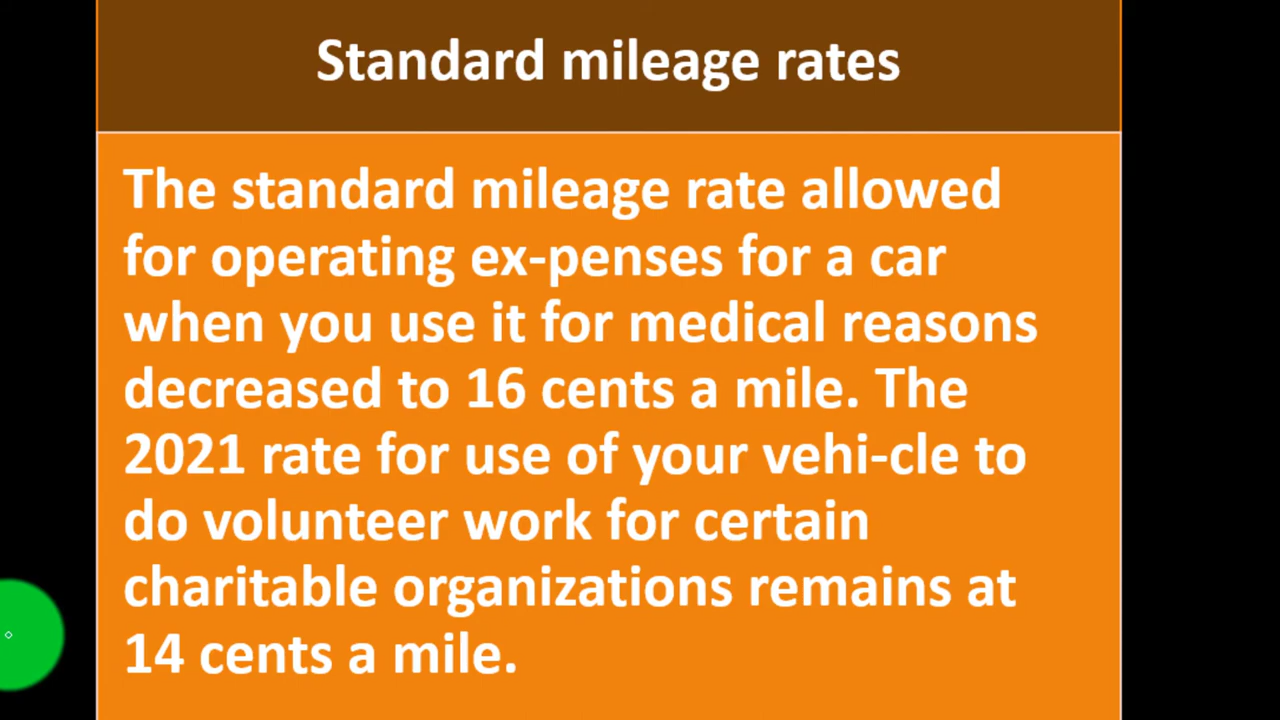 Standard mileage rates
The standard mileage rate allowed
for operating ex-penses for a car
when you use it for medical reasons
decreased to 16 cents a mile. The
2021 rate for use of your vehi-cle to
do volunteer work for certain
charitable organizations remains at
14 cents a mile.